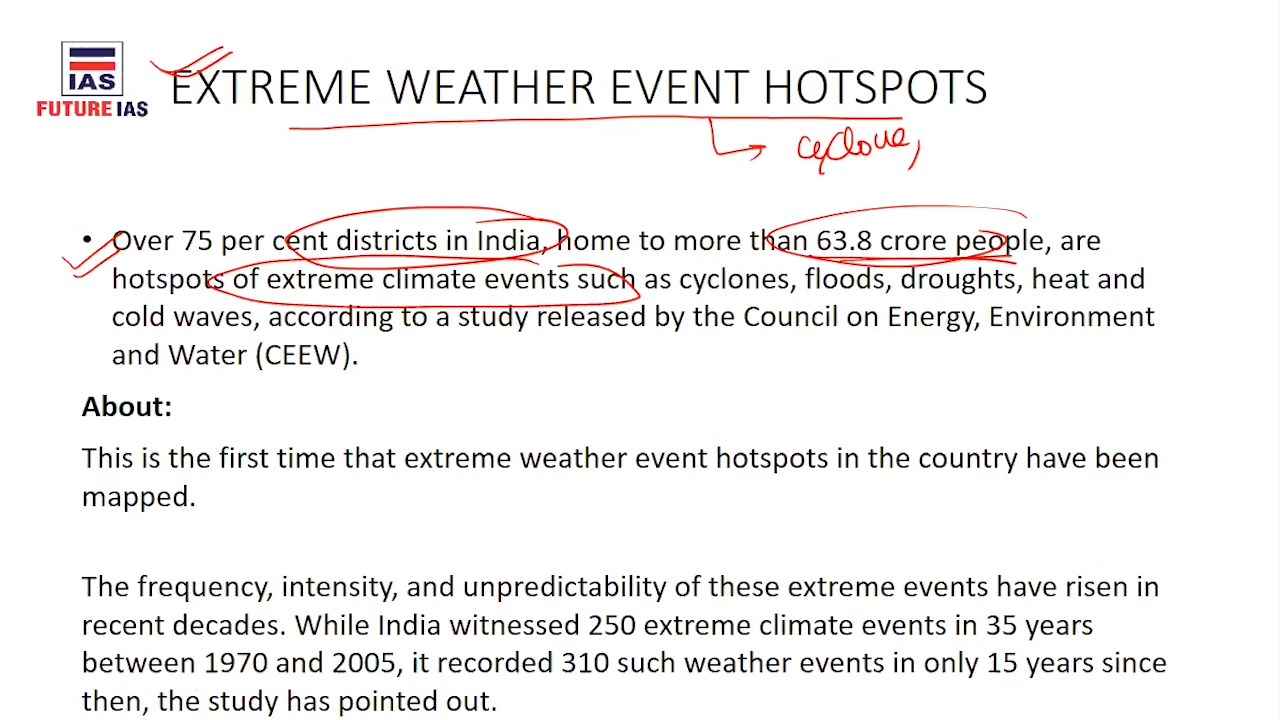 IAS
FUTURE IAS
EXTREME WEATHER EVENT HOTSPOTS
cyclone,
• Over 75 per cent districts in India, home to more than 63.8 crore people, are
hotspots of extreme climate events such as cyclones, floods, droughts, heat and
cold waves, according to a study released by the Council on Energy, Environment
and Water (CEEW).
About:
This is the first time that extreme weather event hotspots in the country have been
mapped.
The frequency, intensity, and unpredictability of these extreme events have risen in
recent decades. While India witnessed 250 extreme climate events in 35 years
between 1970 and 2005, it recorded 310 such weather events in only 15 years since
then, the study has pointed out.